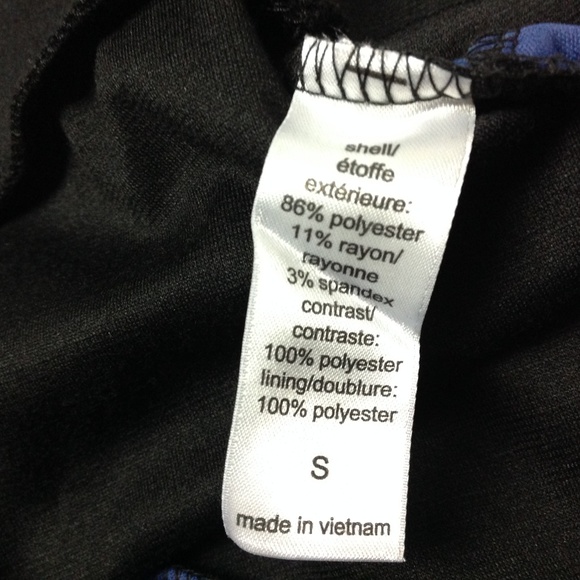 shell/
étoffe
extérieure:
86% polyester
11% rayon/
rayonne
3% spandex
contrast/
contraste:
100% polyester
lining/doublure:
100% polyester
S
made in vietnam